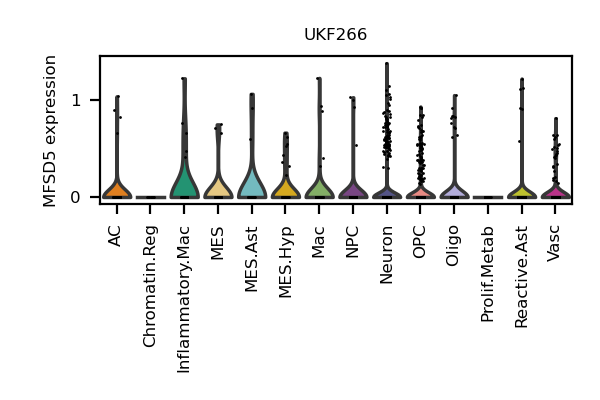 UKF266
MFSD5 expression
1
0
AC
Chromatin.Reg
Inflammatory.Mac
MES
MES.Ast
MES.Hyp
Mac
NPC
Neuron
OPC
Oligo
Prolif.Metab
Reactive.Ast
Vasc